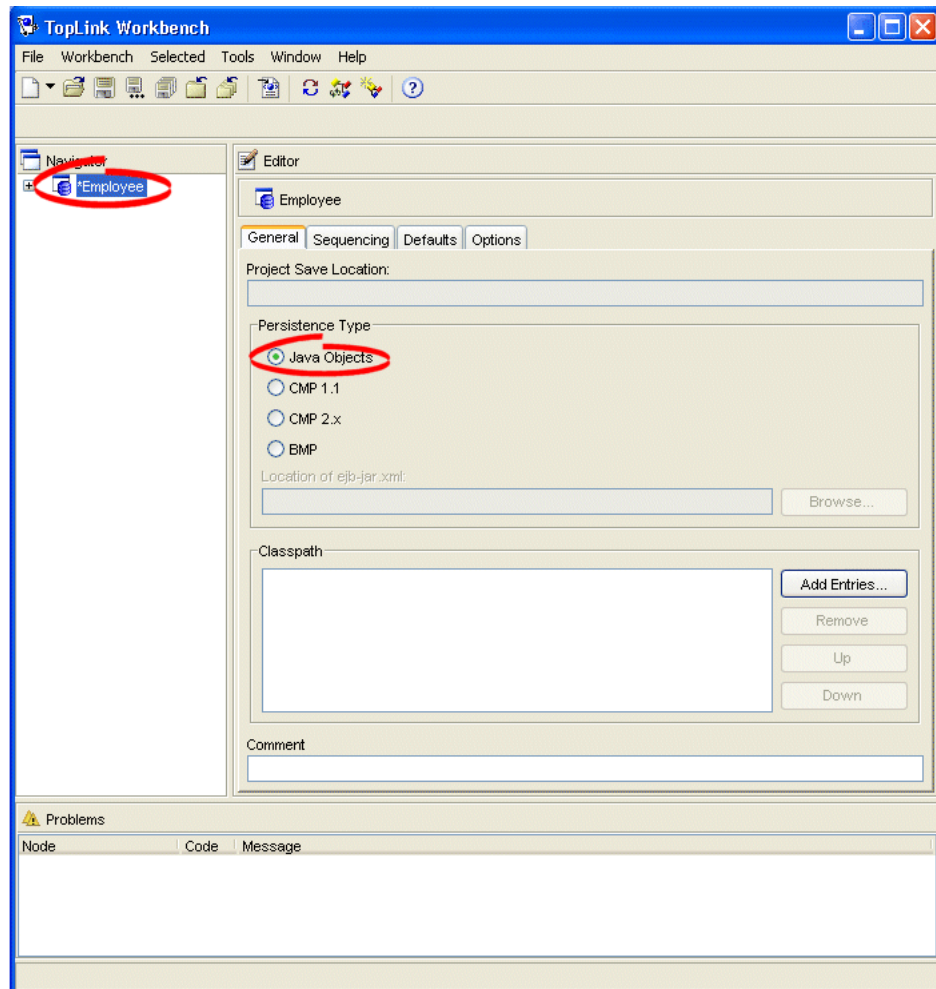 TopLink Workbench
File Workbench Selected Tools Window Help
Navigator
*Employee
Editor
Employee
General Sequencing Defaults Options
Project Save Location:
Persistence Type
Java Objects
CMP 1.1
CMP 2.x
BMP
Location of ejb-jar.xml:
Browse...
Classpath
Add Entries...
Remove
Up
Down
Comment
Problems
Node Code Message